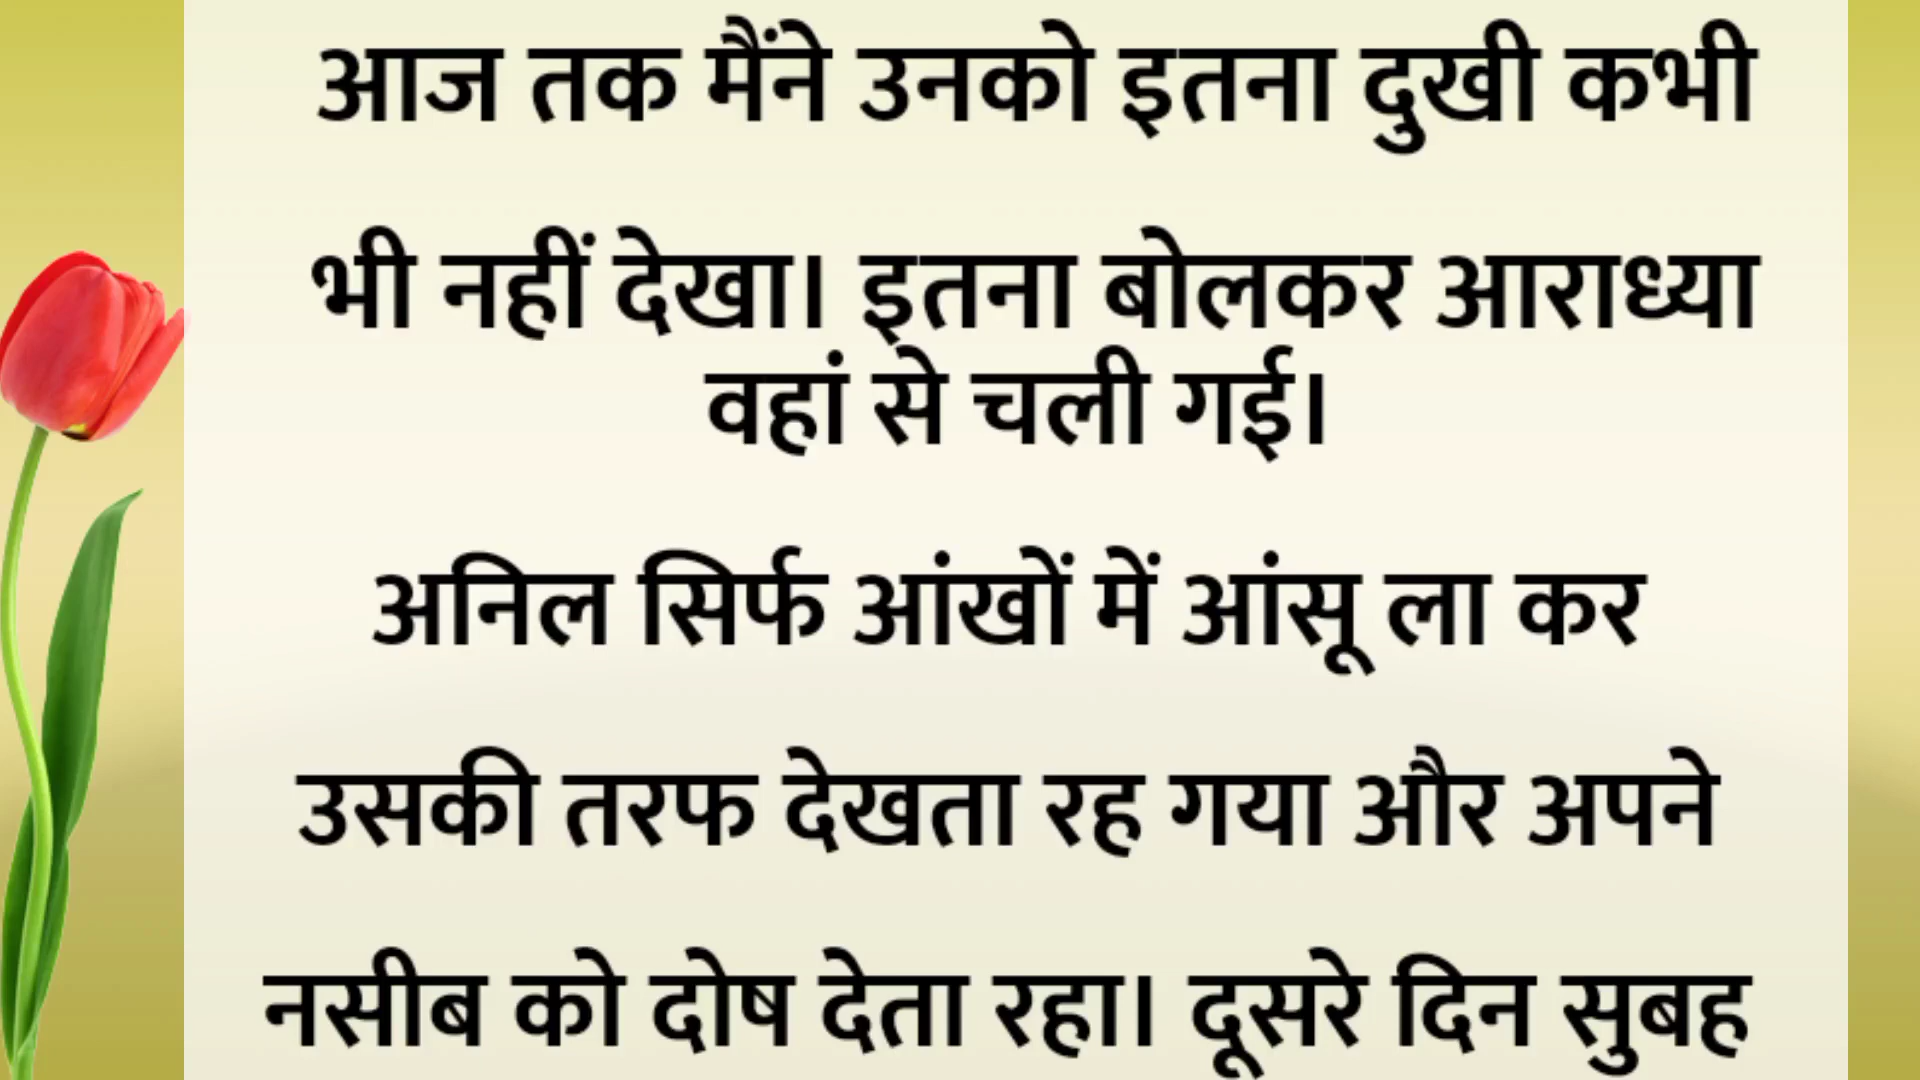 आज तक मैंने उनको इतना दुखी कभी
भी नहीं देखा। इतना बोलकर आराध्या
वहां से चली गई।
अनिल सिर्फ आंखों में आंसू ला कर
उसकी तरफ देखता रह गया और अपने
नसीब को दोष देता रहा। दूसरे दिन सुबह